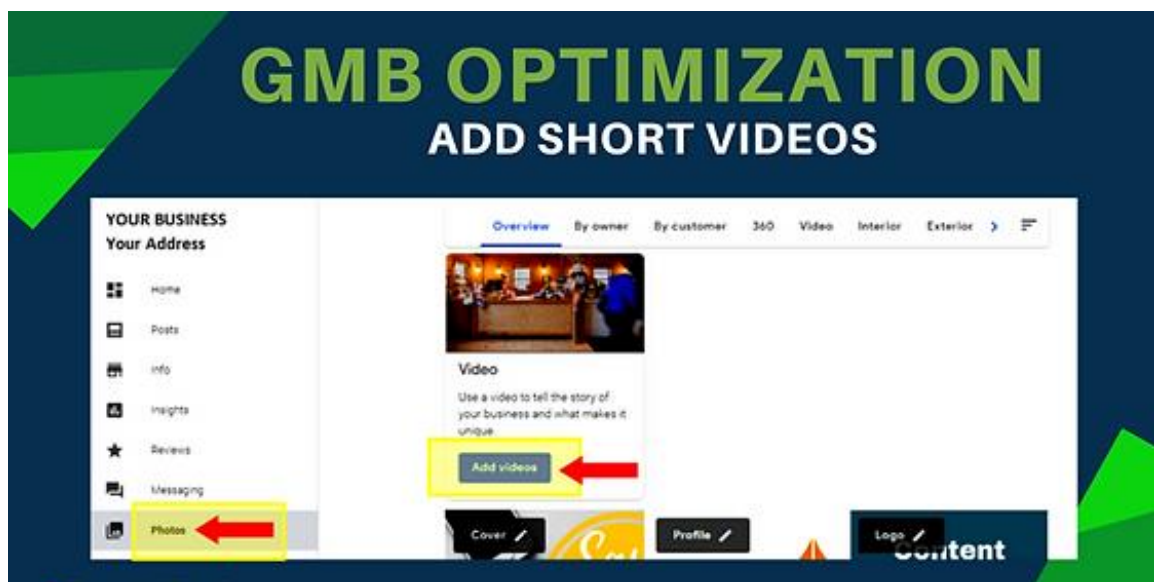 GMB OPTIMIZATION
ADD SHORT VIDEOS
YOUR BUSINESS
Your Address
Home
Posts
Info
Insights
Reviews
Messaging
Photos
Overview By owner By customer 360 Video Interior Exterior
Video
Use a video to tell the story of
your business and what makes it
unique.
Add videos
Cover
Profile
Logo
Content